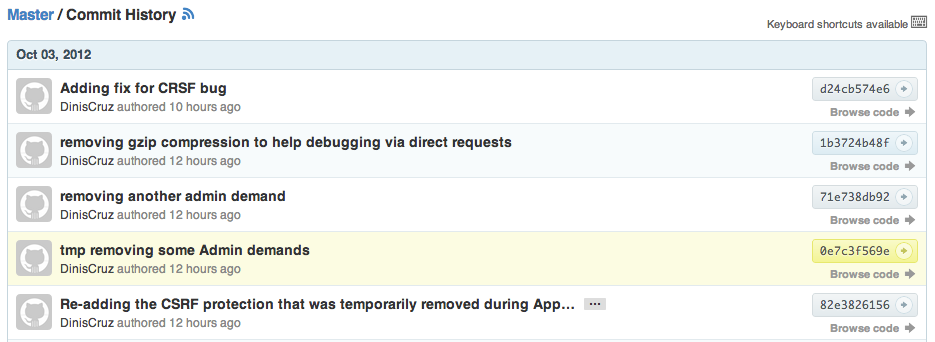 Master / Commit History
Keyboard shortcuts available
Oct 03, 2012
Adding fix for CRSF bug
d24cb574e6
DinisCruz authored 10 hours ago
Browse code
removing gzip compression to help debugging via direct requests
1b3724b48f
DinisCruz authored 12 hours ago
Browse code
removing another admin demand
71e738db92
DinisCruz authored 12 hours ago
Browse code
tmp removing some Admin demands
0e7c3f569e
DinisCruz authored 12 hours ago
Browse code
Re-adding the CSRF protection that was temporarily removed during App… ...
82e3826156
DinisCruz authored 12 hours ago
Browse code